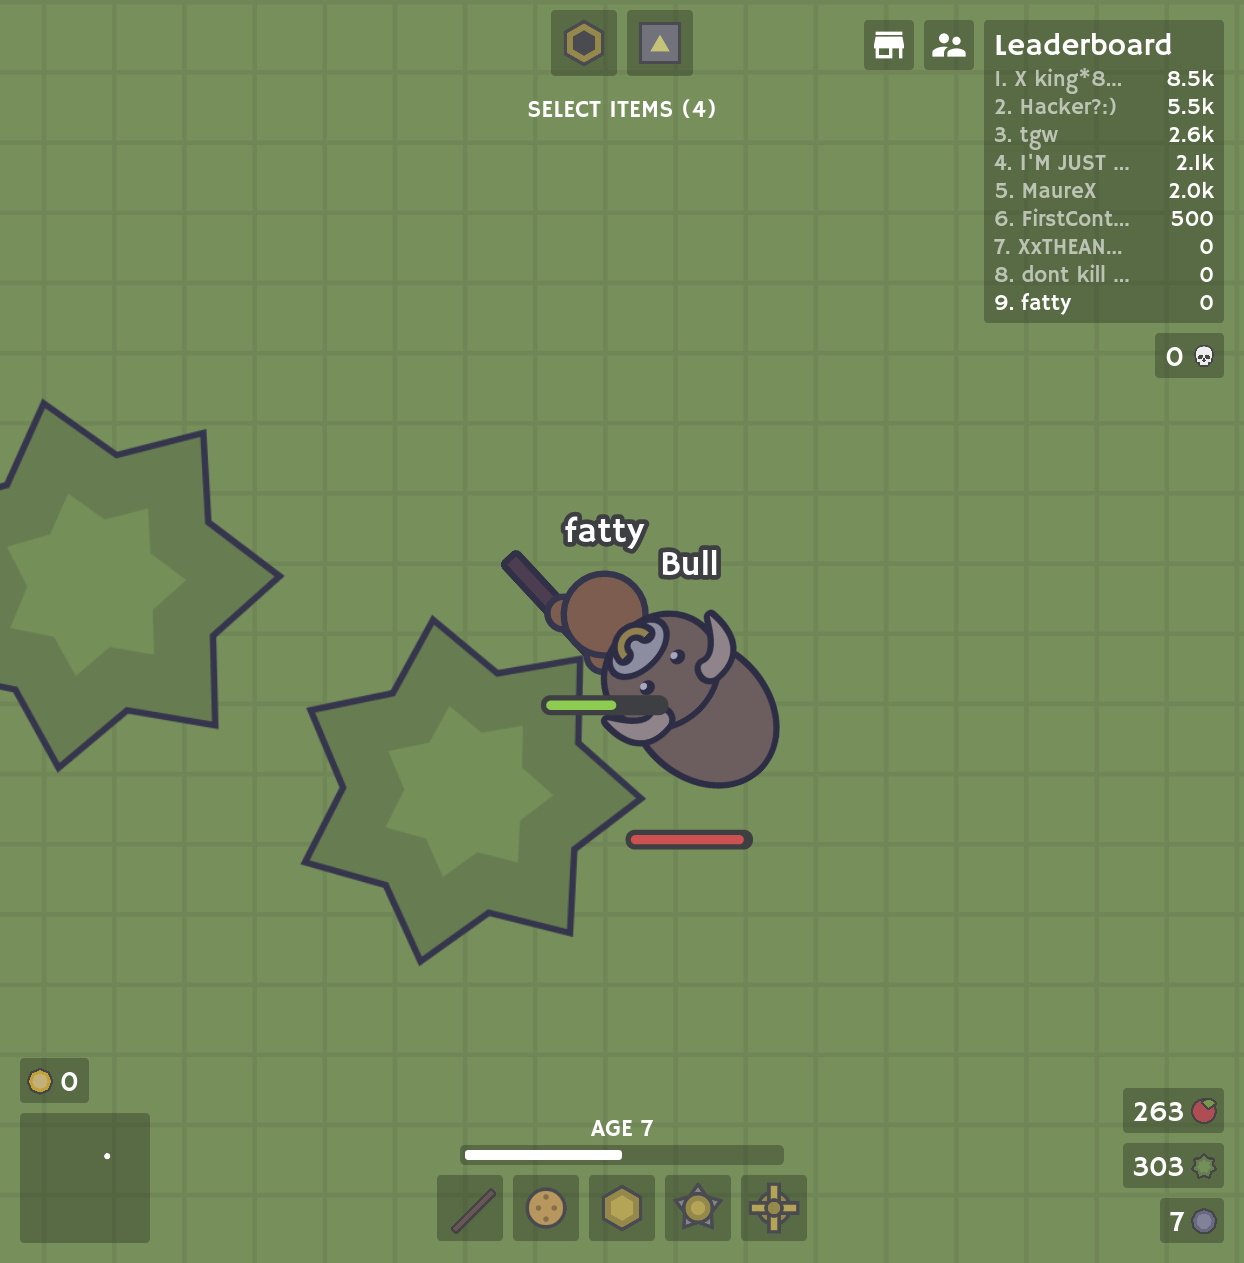 SELECT ITEMS (4)
Leaderboard
1. X king*8... 8.5k
2. Hacker?:) 5.5k
3. tgw 2.6k
4. I'M JUST ... 2.1k
5. MaureX 2.0k
6. FirstCont... 500
7. XxTHEAN... 0
8. dont kill ... 0
9. fatty 0
0
fatty
Bull
0
AGE 7
263
303
7